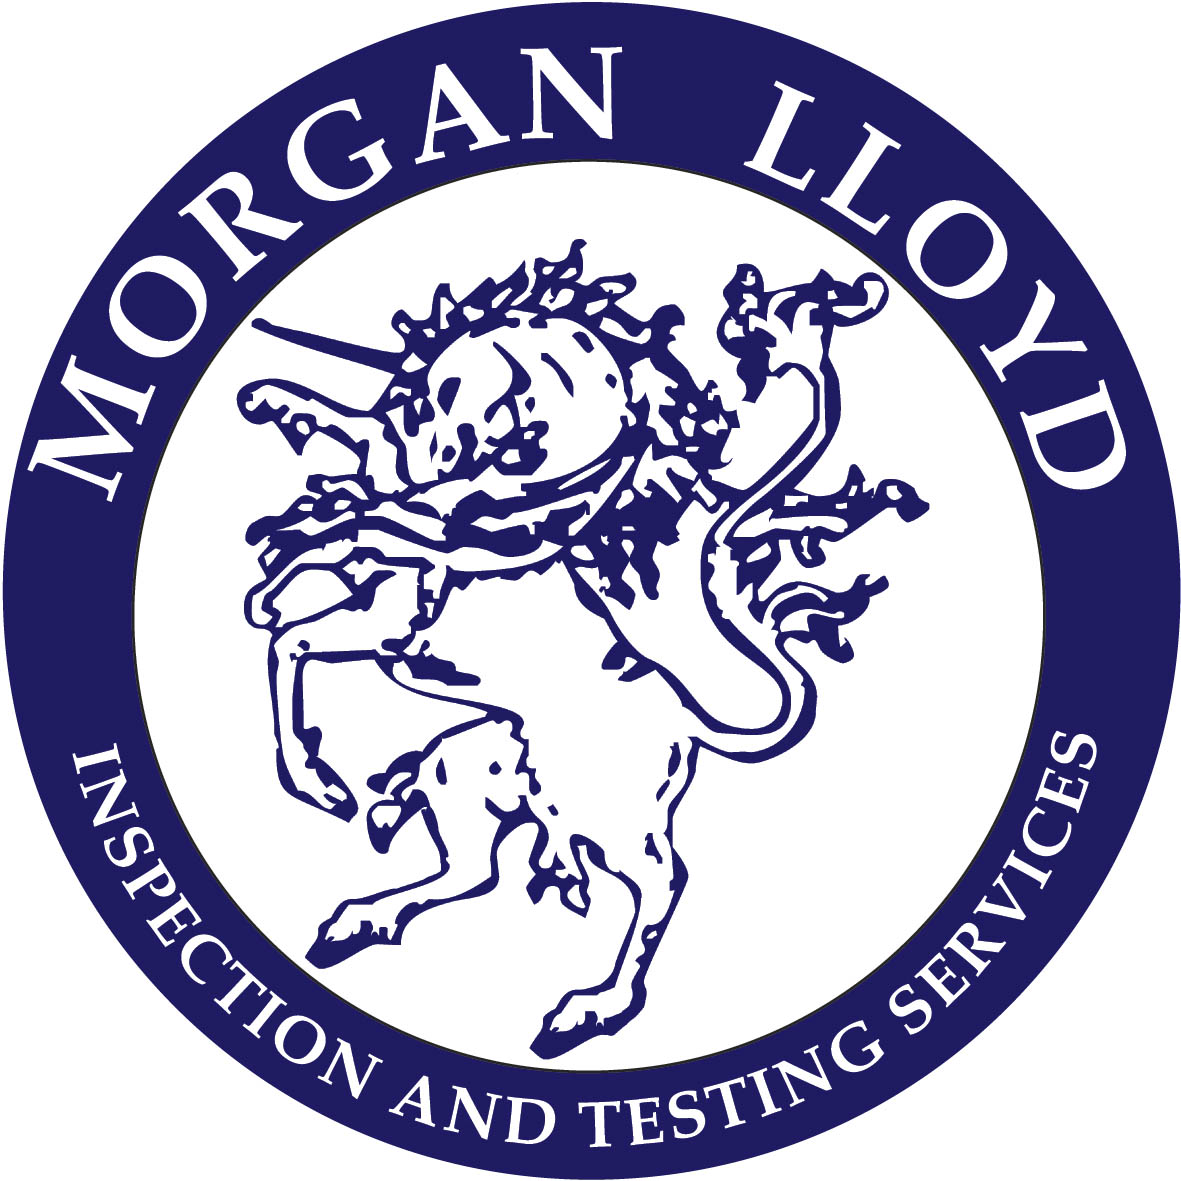 MORGAN LLOYD
INSPECTION AND TESTING SERVICES